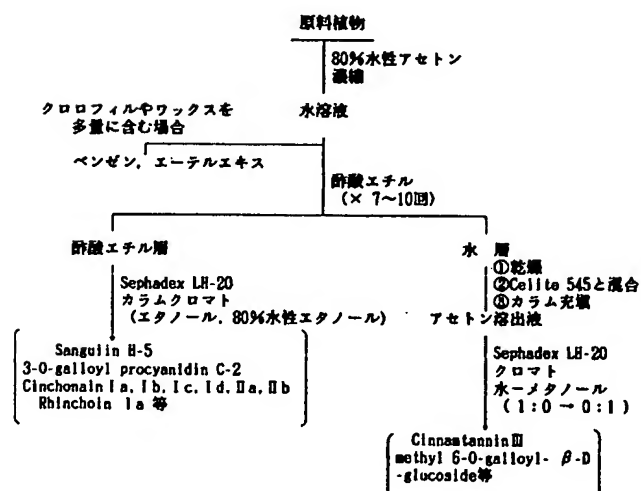 原料植物
80%水性アセトン
濃縮
クロロフィルやワックスを
多量に含む場合
水溶液
ベンゼン, エーテルエキス
酢酸エチル
(× 7~10回)
酢酸エチル層
水 層
①乾燥
②Celite 545と混合
③カラム充填
Sephadex LH-20
カラムクロマト
(エタノール, 80%水性エタノール)
アセトン溶出液
Sanguiin H-5
3-O-galloyl procyanidin C-2
Cinchonain Ⅰa, Ⅰb, Ⅰc, Ⅰd, Ⅱa, Ⅱb
Rhinchoin Ⅰa 等
Sephadex LH-20
クロマト
水-メタノール
(1:0 → 0:1)
Cinnamtannin Ⅲ
methyl 6-O-galloyl- β-D
-glucoside等